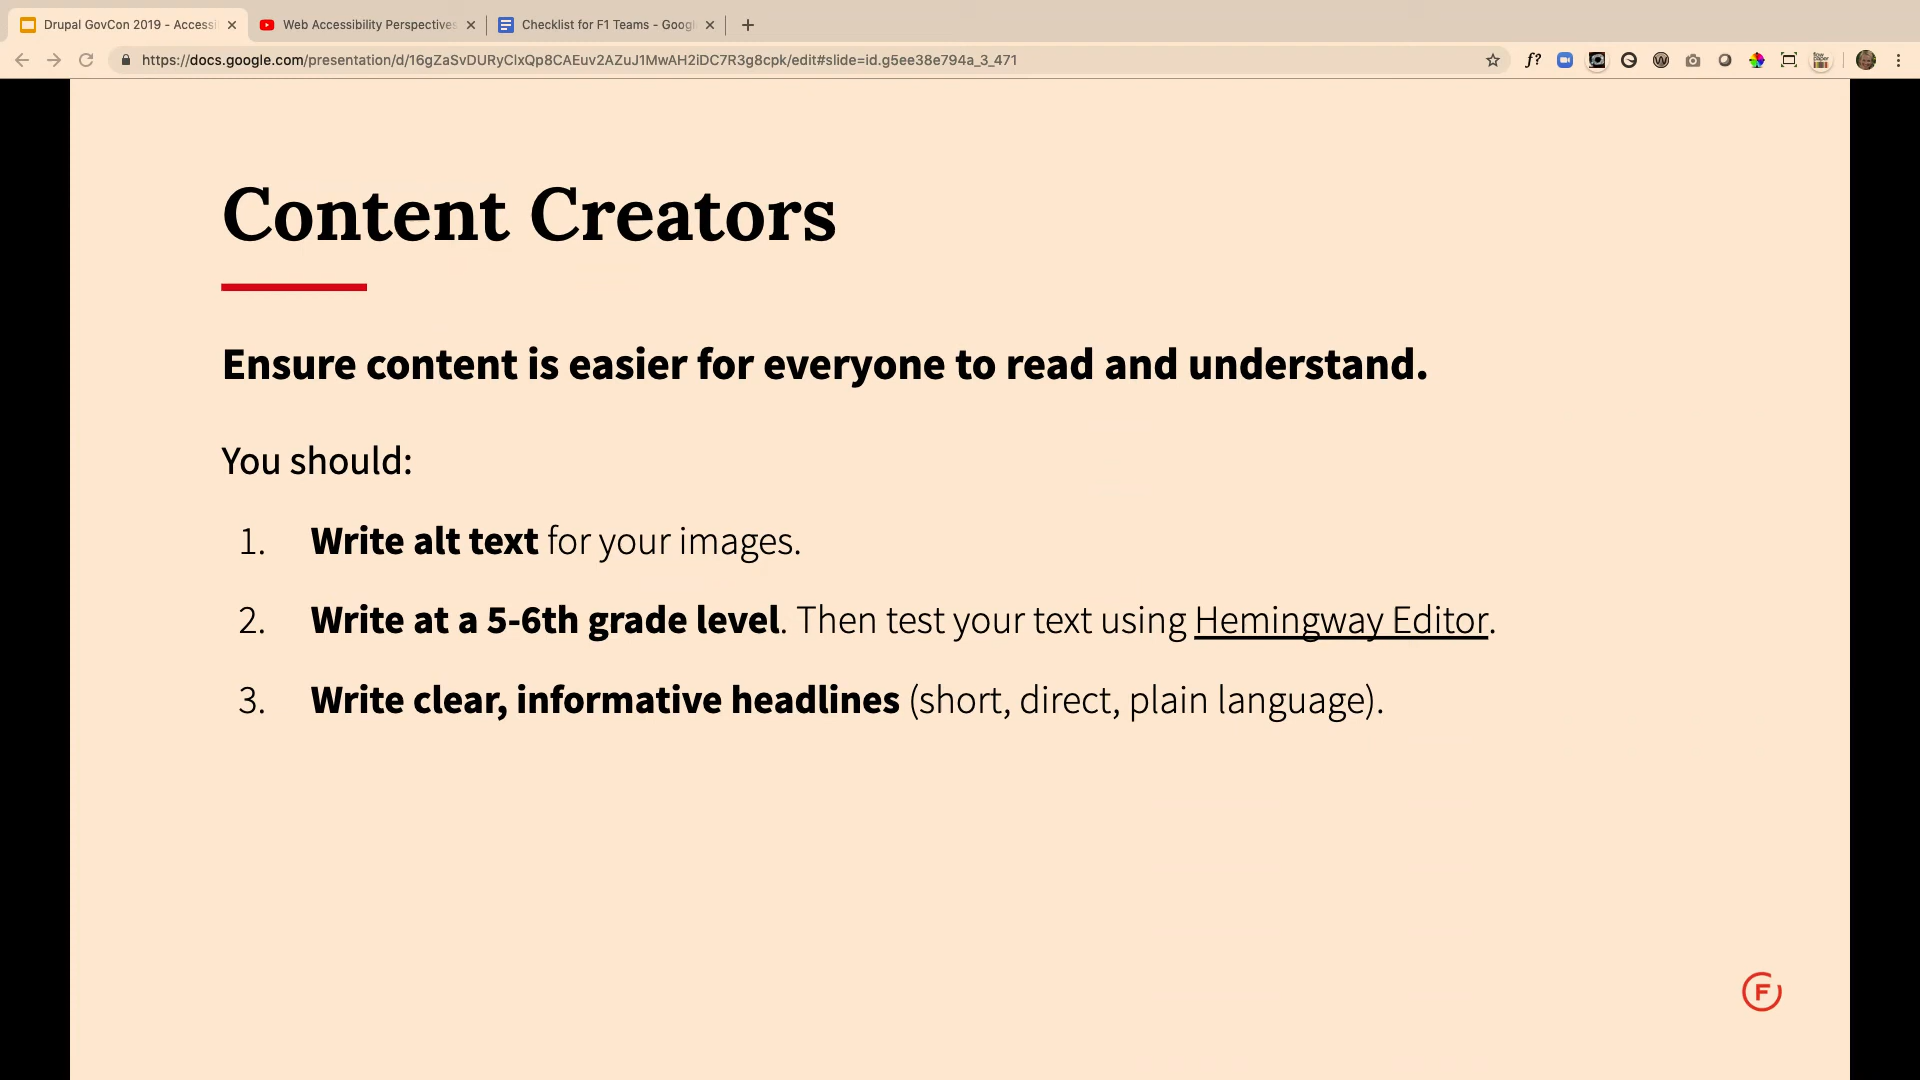 Drupal GovCon 2019 - Accessi
Web Accessibility Perspectives
Checklist for F1 Teams - Googl
https://docs.google.com/presentation/d/16gZaSvDURyClxQp8CAEuv2AZuJ1MwAH2iDC7R3g8cpk/edit#slide=id.g5ee38e794a_3_471
f?
Content Creators
Ensure content is easier for everyone to read and understand.
You should:
1. Write alt text for your images.
2. Write at a 5-6th grade level. Then test your text using Hemingway Editor.
3. Write clear, informative headlines (short, direct, plain language).
F